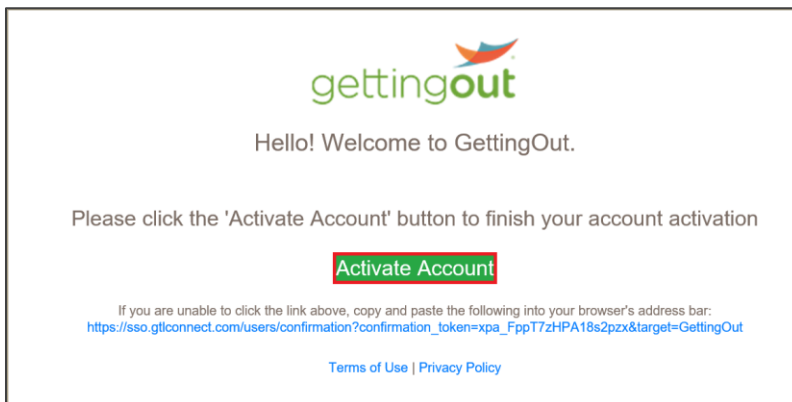 gettingout
Hello! Welcome to GettingOut.
Please click the 'Activate Account' button to finish your account activation
Activate Account
If you are unable to click the link above, copy and paste the following into your browser's address bar:
https://sso.gtlconnect.com/users/confirmation?confirmation_token=xpa_FppT7zHPA18s2pzx&target=GettingOut
Terms of Use | Privacy Policy